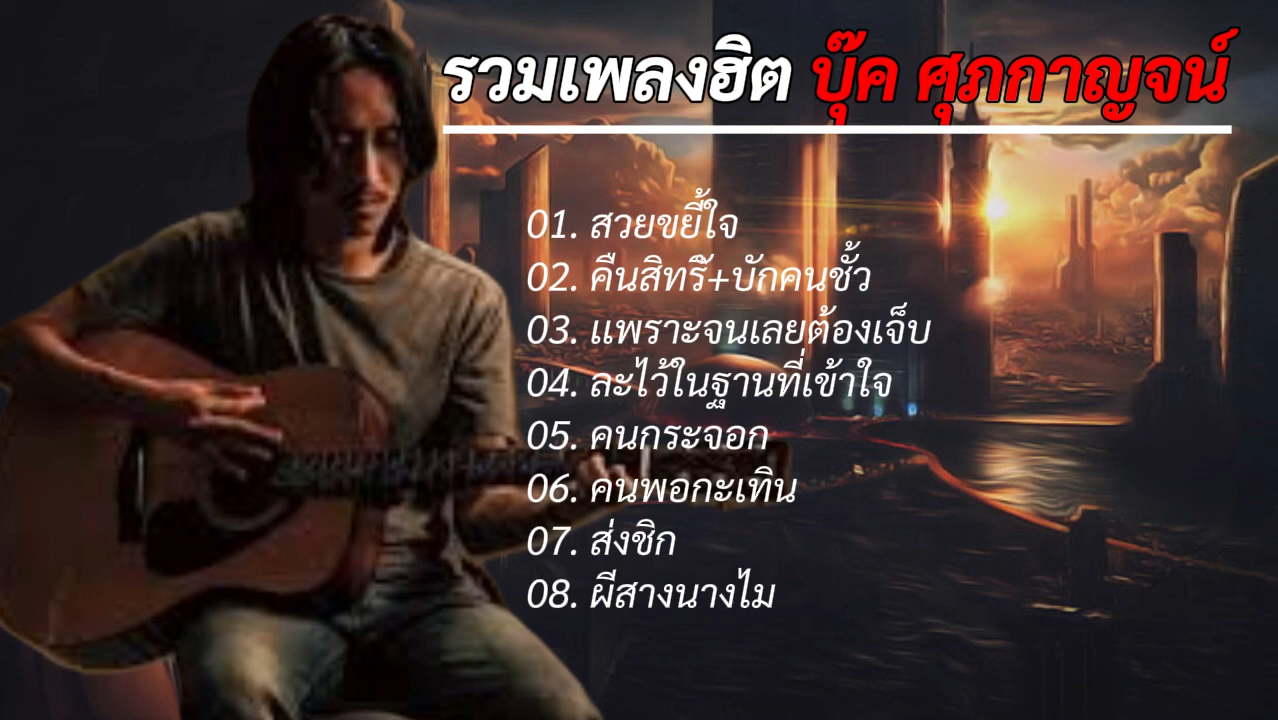 รวมเพลงฮิต บุ๊ค ศุภกาญจน์
01. สวยขยี้ใจ
02. คืนสิทธิ์+บักคนชั้ว
03. แพราะจนเลยต้องเจ็บ
04. ละไว้ในฐานที่เข้าใจ
05. คนกระจอก
06. คนพอกะเทิน
07. ส่งซิก
08. ผีสางนางไม